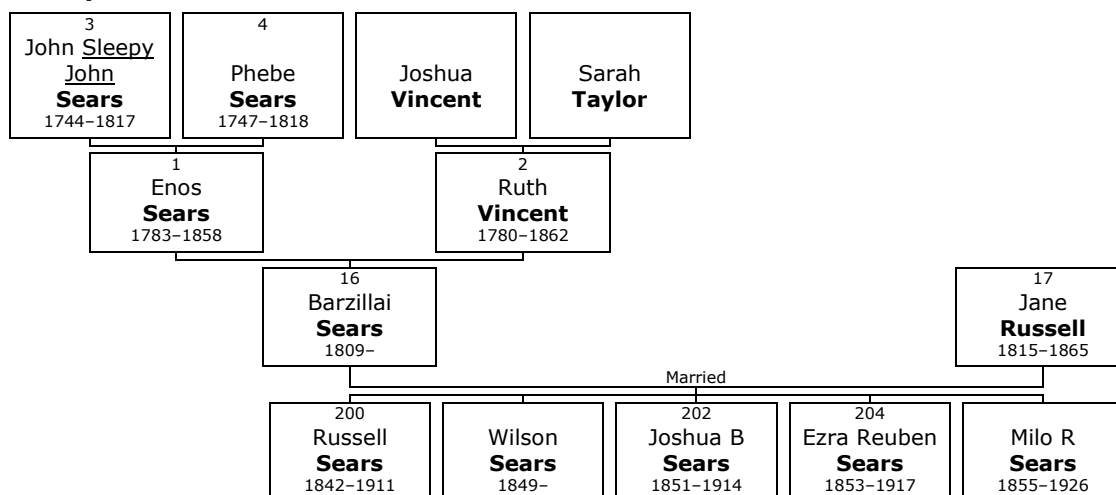 3
John Sleepy
John
Sears
1744–1817
4
Phebe
Sears
1747–1818
Joshua
Vincent
Sarah
Taylor
1
Enos
Sears
1783–1858
2
Ruth
Vincent
1780–1862
16
Barzillai
Sears
1809–
17
Jane
Russell
1815–1865
Married
200
Russell
Sears
1842–1911
Wilson
Sears
1849–
202
Joshua B
Sears
1851–1914
204
Ezra Reuben
Sears
1853–1917
Milo R
Sears
1855–1926